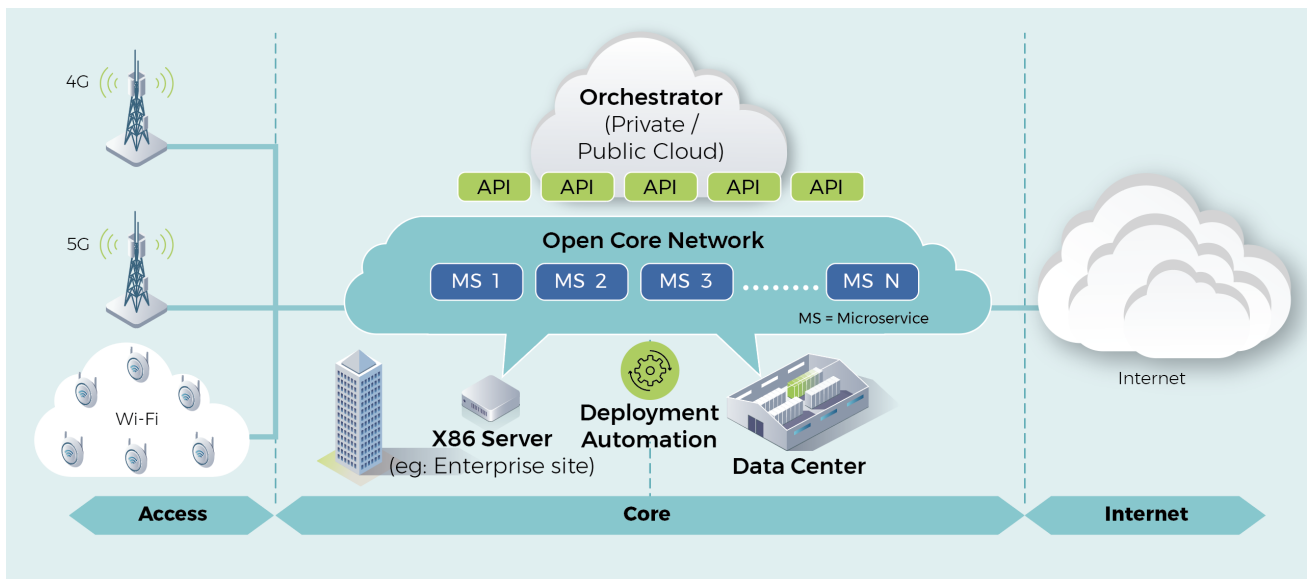 4G
Orchestrator
(Private /
Public Cloud)
API API API API API
5G
Open Core Network
MS 1 MS 2 MS 3 ........ MS N
MS = Microservice
Wi-Fi
Internet
X86 Server
(eg: Enterprise site)
Deployment
Automation
Data Center
Access
Core
Internet